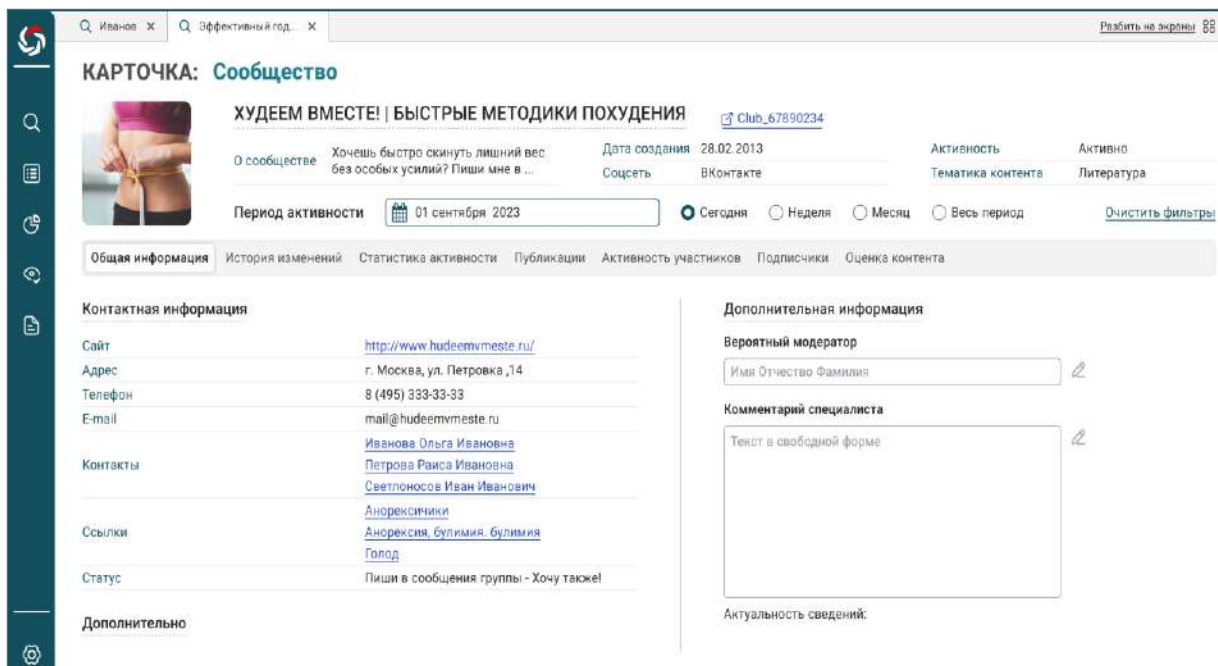 Иванов X
Эффективный год... X
Разбить на экраны
КАРТОЧКА: Сообщество
ХУДЕЕМ ВМЕСТЕ! | БЫСТРЫЕ МЕТОДИКИ ПОХУДЕНИЯ
Club_67890234
О сообществе
Хочешь быстро скинуть лишний вес
без особых усилий? Пиши мне в ...
Дата создания 28.02.2013
Соцсеть ВКонтакте
Активность Активно
Тематика контента Литература
Период активности
01 сентября 2023
Сегодня Неделя Месяц Весь период
Очистить фильтры
Общая информация История изменений Статистика активности Публикации Активность участников Подписчики Оценка контента
Контактная информация
Сайт http://www.hudeemvmeste.ru/
Адрес г. Москва, ул. Петровка ,14
Телефон 8 (495) 333-33-33
E-mail mail@hudeemvmeste.ru
Контакты
Иванова Ольга Ивановна
Петрова Раиса Ивановна
Светлоносов Иван Иванович
Ссылки
Анорексички
Анорексия, булимия. булимия
Голод
Статус Пиши в сообщения группы - Хочу также!
Дополнительно
Дополнительная информация
Вероятный модератор
Имя Отчество Фамилия
Комментарий специалиста
Текст в свободной форме
Актуальность сведений: